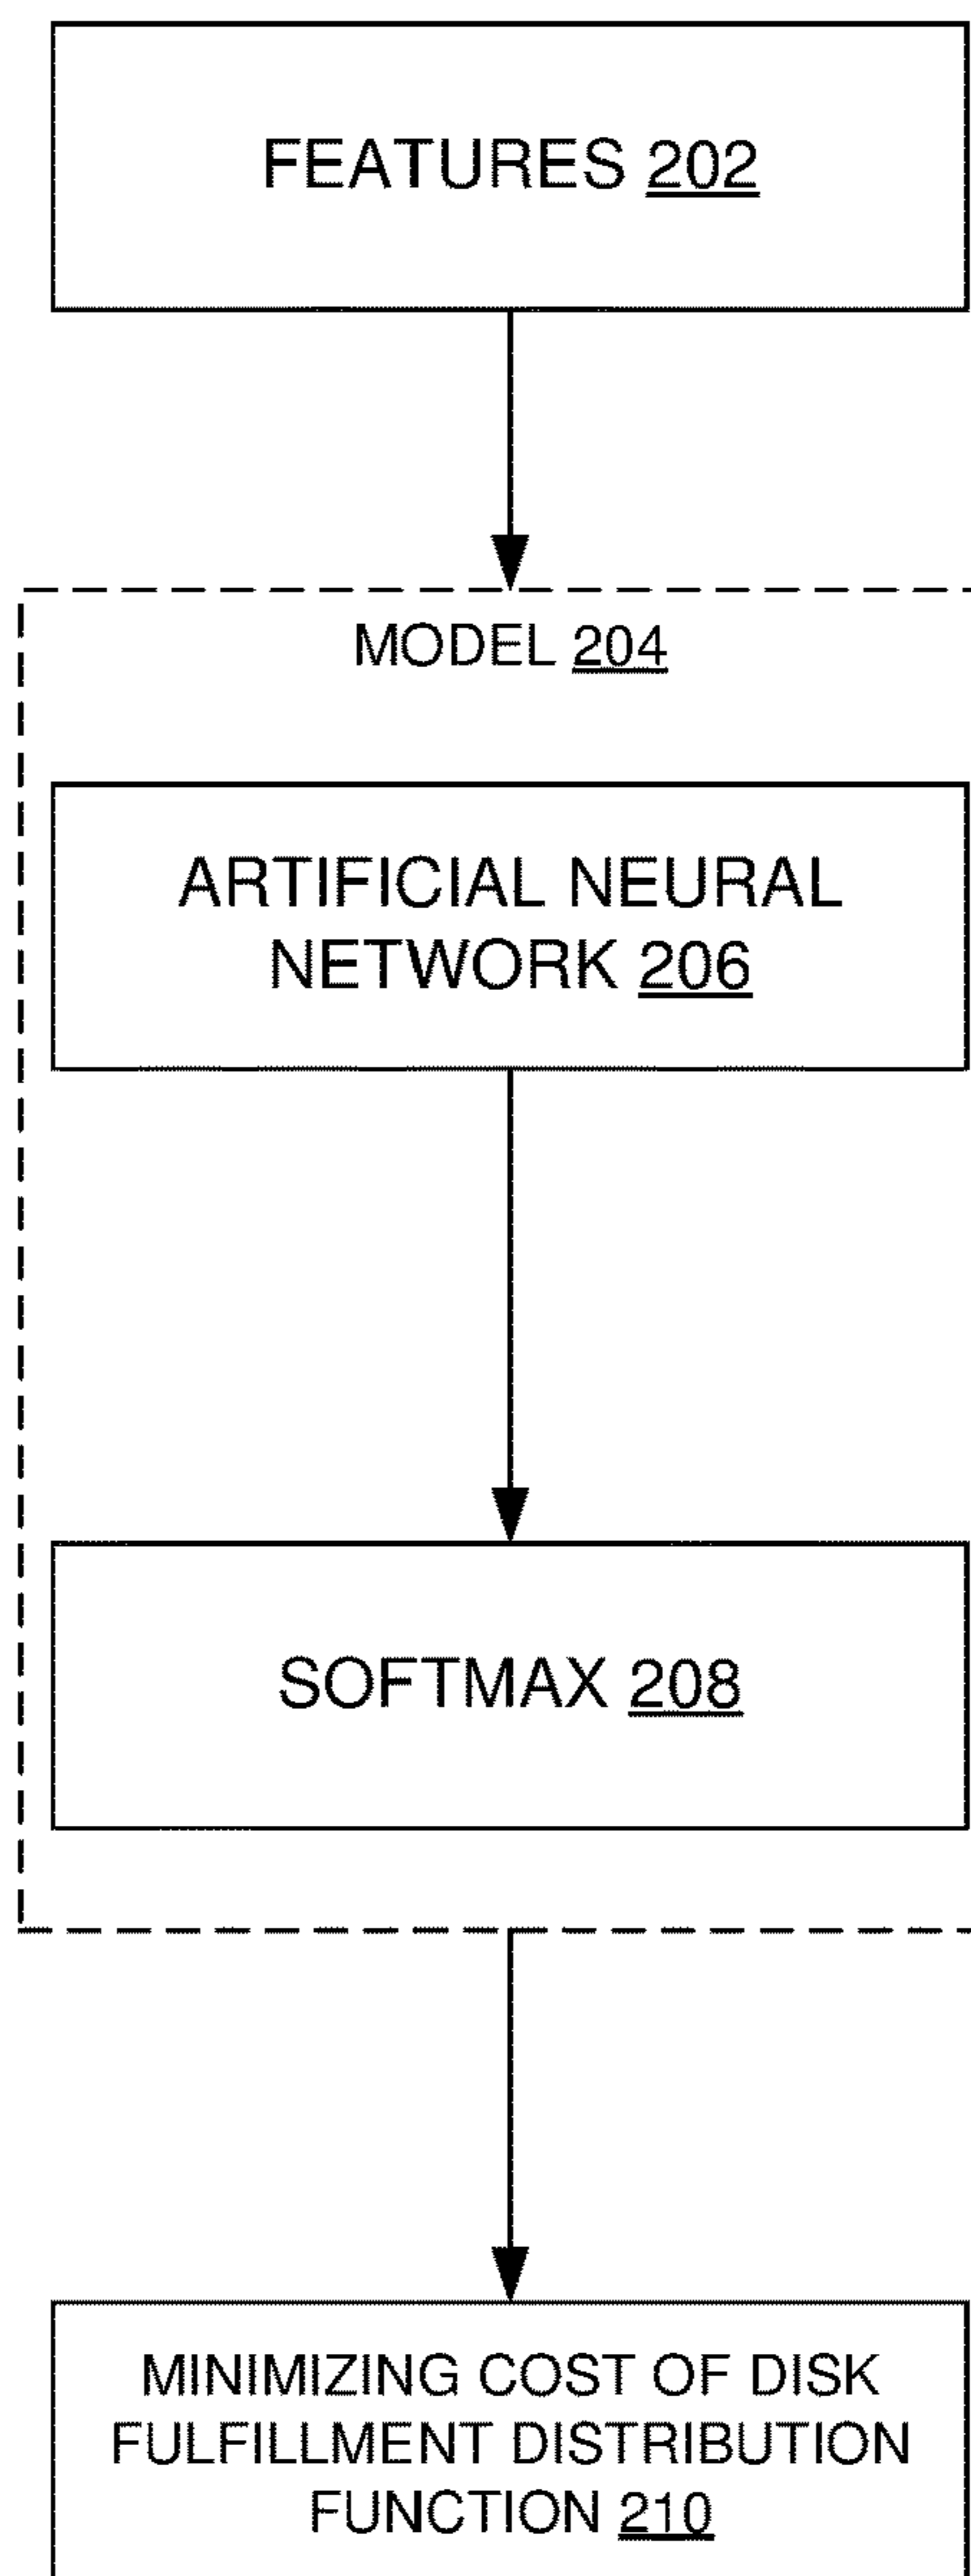 FEATURES 202
MODEL 204
ARTIFICIAL NEURAL
NETWORK 206
SOFTMAX 208
MINIMIZING COST OF DISK
FULFILLMENT DISTRIBUTION
FUNCTION 210